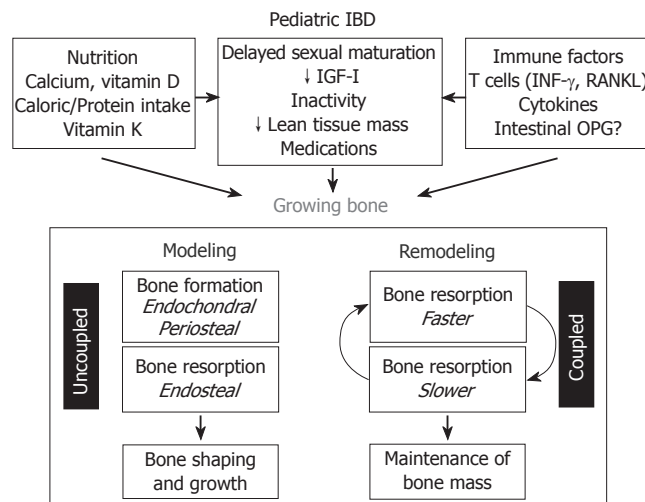 Pediatric IBD
Nutrition
Calcium, vitamin D
Caloric/Protein intake
Vitamin K
Delayed sexual maturation
↓ IGF-I
Inactivity
↓ Lean tissue mass
Medications
Immune factors
T cells (INF-γ, RANKL)
Cytokines
Intestinal OPG?
Growing bone
Modeling
Uncoupled
Bone formation
Endochondral
Periosteal
Bone resorption
Endosteal
Bone shaping
and growth
Remodeling
Bone resorption
Faster
Bone resorption
Slower
Coupled
Maintenance of
bone mass